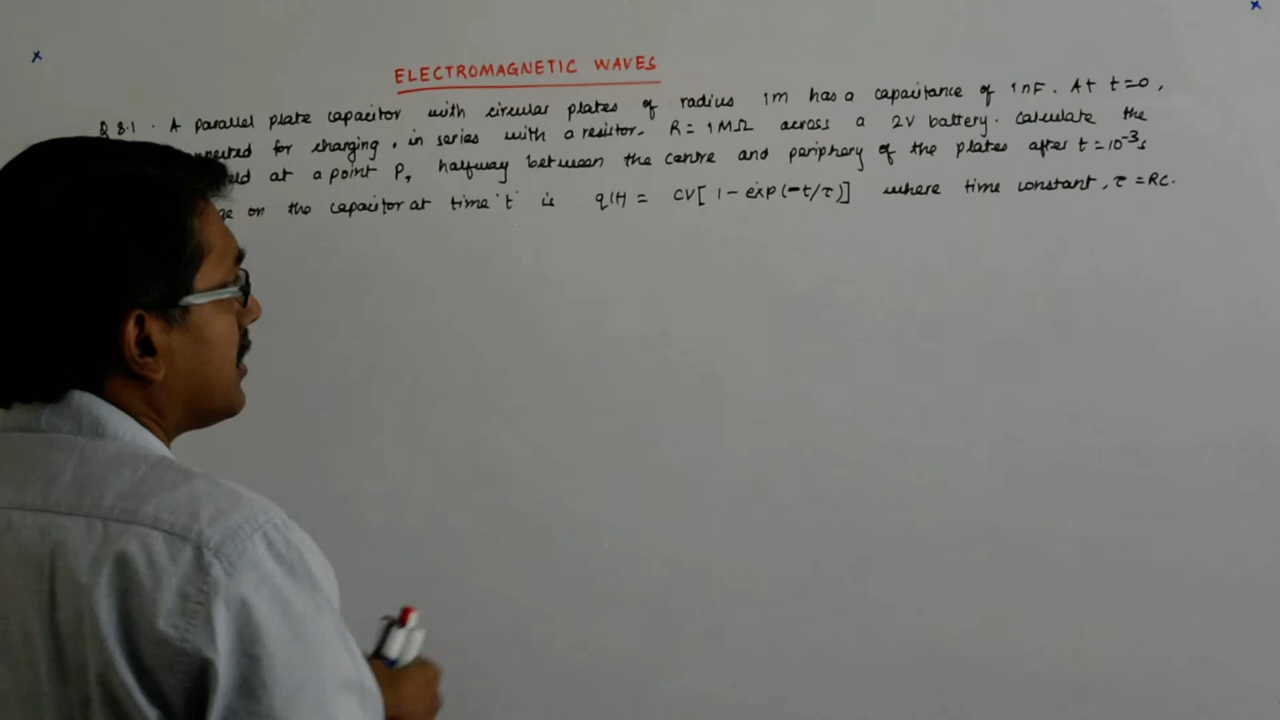 ELECTROMAGNETIC WAVES
Q 8.1. A parallel plate capacitor with circular plates of radius 1m has a capacitance of 1nF. At t=0,
for charging, in series with a resistor. R = 1MΩ across a 2V battery. calculate the
at a point P, halfway between the centre and periphery of the plates after t=10⁻³s
on the capacitor at time 't' is q(t) = CV[1-exp(-t/τ)] where time constant, τ=RC.